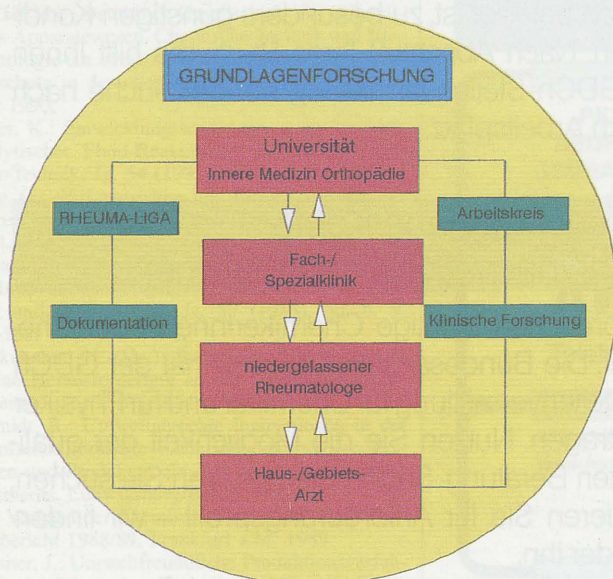 GRUNDLAGENFORSCHUNG
Universität
Innere Medizin Orthopädie
RHEUMA-LIGA
Arbeitskreis
Fach-/
Spezialklinik
Dokumentation
Klinische Forschung
niedergelassener
Rheumatologe
Haus-/Gebiets-
Arzt